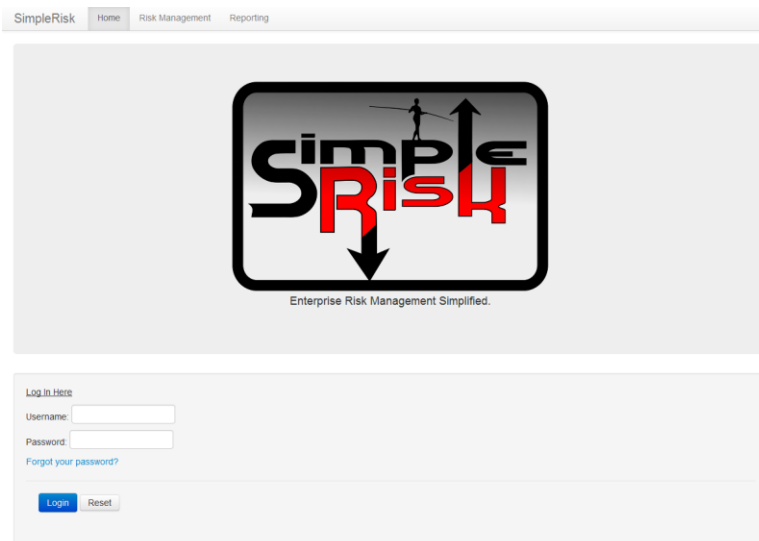 SimpleRisk Home Risk Management Reporting
Simple
Risk
Enterprise Risk Management Simplified.
Log In Here
Username:
Password:
Forgot your password?
Login Reset